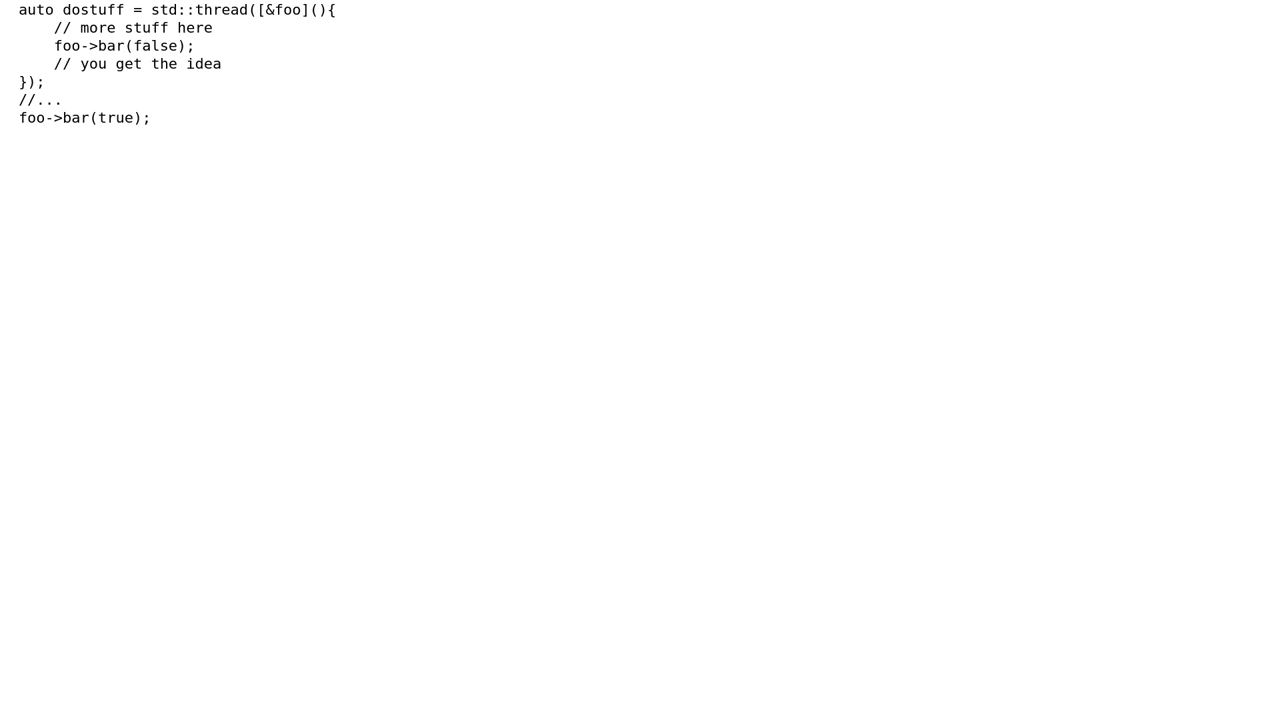 auto dostuff = std::thread([&foo](){
    // more stuff here
    foo->bar(false);
    // you get the idea
});
//...
foo->bar(true);